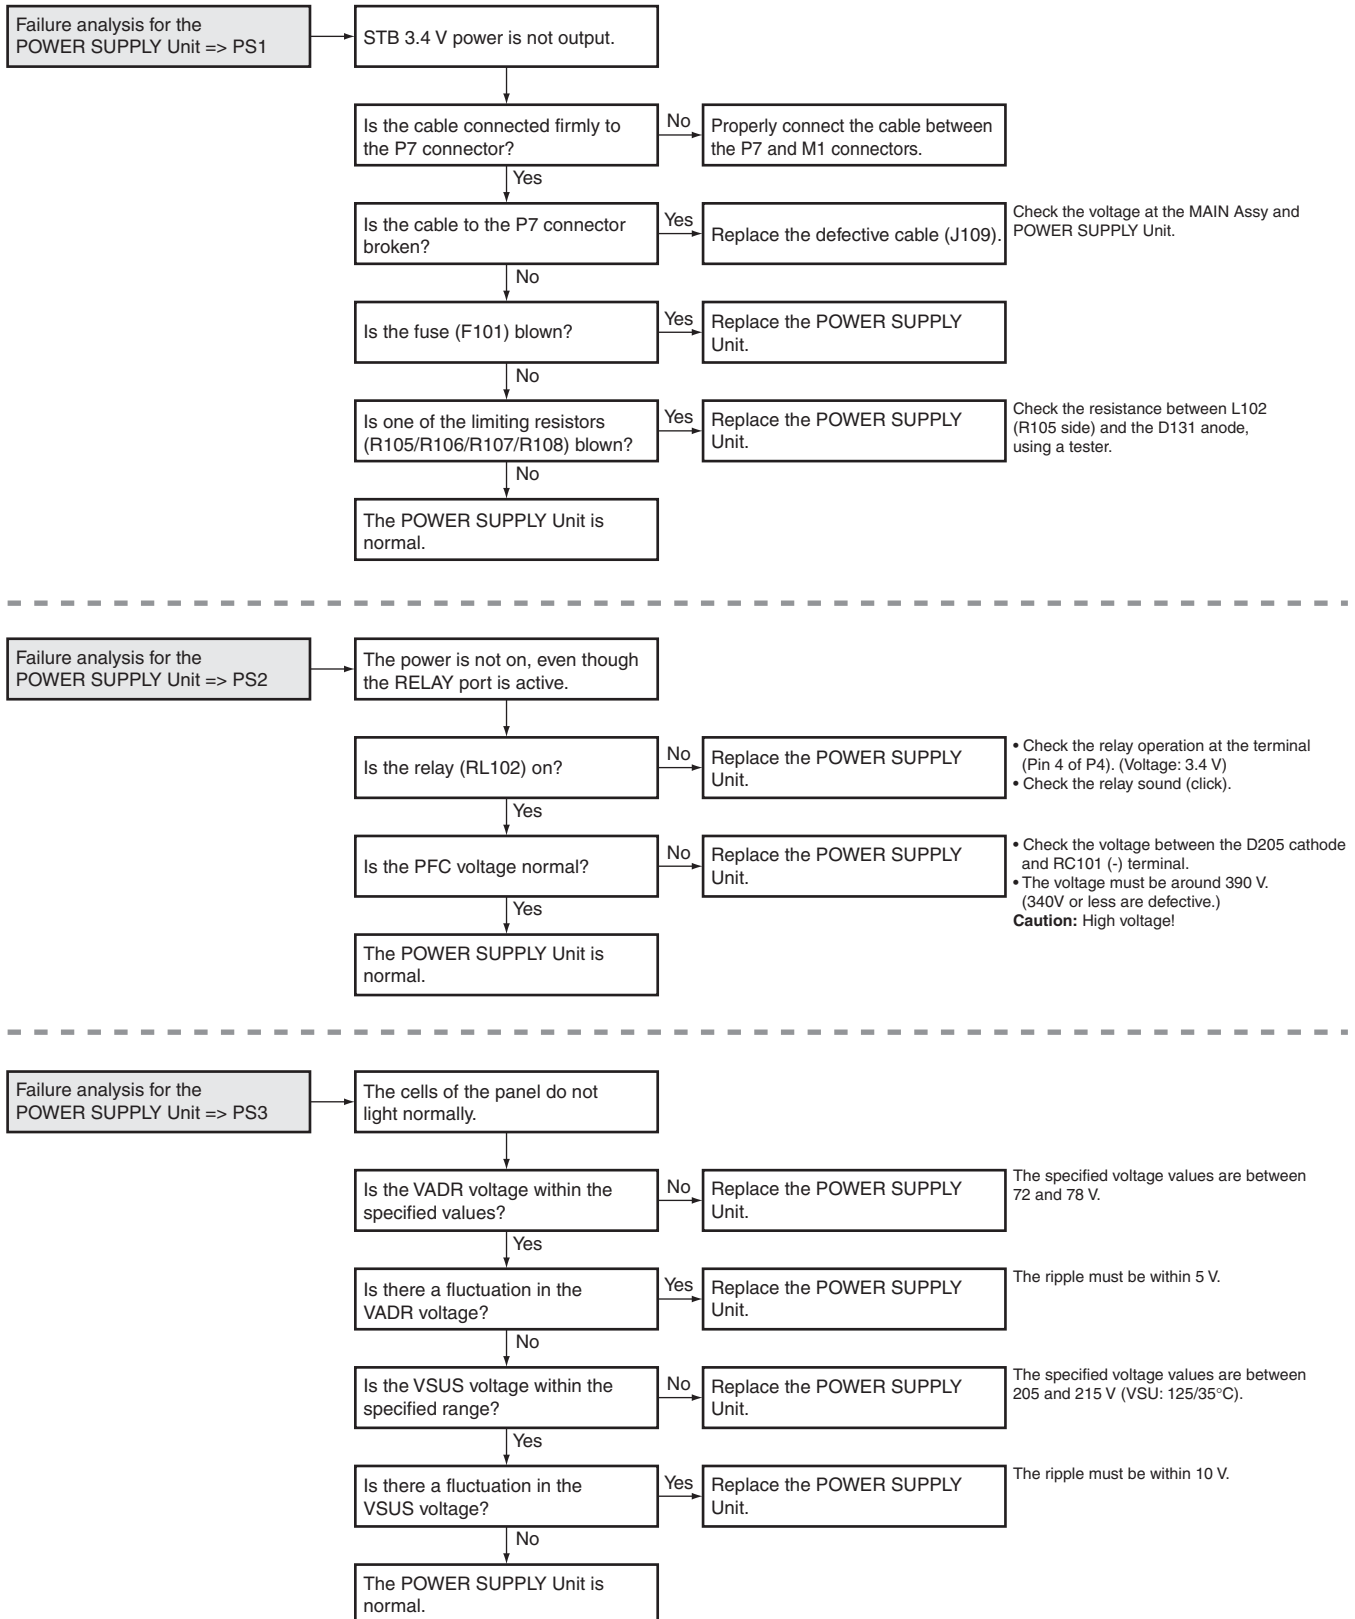 Failure analysis for the
POWER SUPPLY Unit => PS1
STB 3.4 V power is not output.
Is the cable connected firmly to
the P7 connector?
No
Properly connect the cable between
the P7 and M1 connectors.
Yes
Is the cable to the P7 connector
broken?
Yes
Replace the defective cable (J109).
Check the voltage at the MAIN Assy and
POWER SUPPLY Unit.
No
Is the fuse (F101) blown?
Yes
Replace the POWER SUPPLY
Unit.
No
Is one of the limiting resistors
(R105/R106/R107/R108) blown?
Yes
Replace the POWER SUPPLY
Unit.
Check the resistance between L102
(R105 side) and the D131 anode,
using a tester.
No
The POWER SUPPLY Unit is
normal.
Failure analysis for the
POWER SUPPLY Unit => PS2
The power is not on, even though
the RELAY port is active.
Is the relay (RL102) on?
No
Replace the POWER SUPPLY
Unit.
• Check the relay operation at the terminal
(Pin 4 of P4). (Voltage: 3.4 V)
• Check the relay sound (click).
Yes
Is the PFC voltage normal?
No
Replace the POWER SUPPLY
Unit.
• Check the voltage between the D205 cathode
and RC101 (-) terminal.
• The voltage must be around 390 V.
(340V or less are defective.)
Caution: High voltage!
Yes
The POWER SUPPLY Unit is
normal.
Failure analysis for the
POWER SUPPLY Unit => PS3
The cells of the panel do not
light normally.
Is the VADR voltage within the
specified values?
No
Replace the POWER SUPPLY
Unit.
The specified voltage values are between
72 and 78 V.
Yes
Is there a fluctuation in the
VADR voltage?
Yes
Replace the POWER SUPPLY
Unit.
The ripple must be within 5 V.
No
Is the VSUS voltage within the
specified range?
No
Replace the POWER SUPPLY
Unit.
The specified voltage values are between
205 and 215 V (VSU: 125/35°C).
Yes
Is there a fluctuation in the
VSUS voltage?
Yes
Replace the POWER SUPPLY
Unit.
The ripple must be within 10 V.
No
The POWER SUPPLY Unit is
normal.